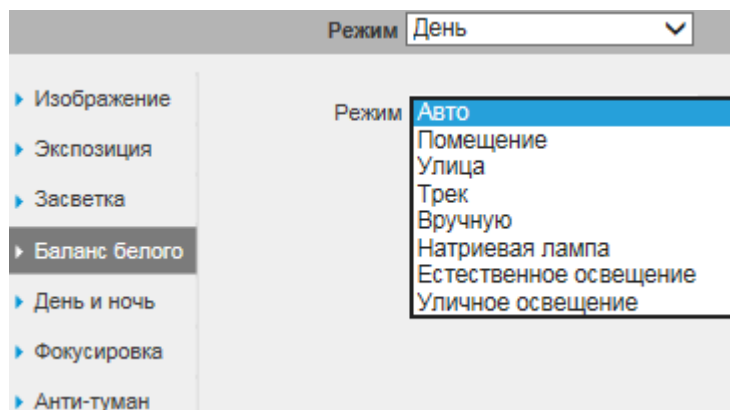 Режим День
Изображение
Экспозиция
Засветка
Баланс белого
День и ночь
Фокусировка
Анти-туман
Режим Авто
Помещение
Улица
Трек
Вручную
Натриевая лампа
Естественное освещение
Уличное освещение